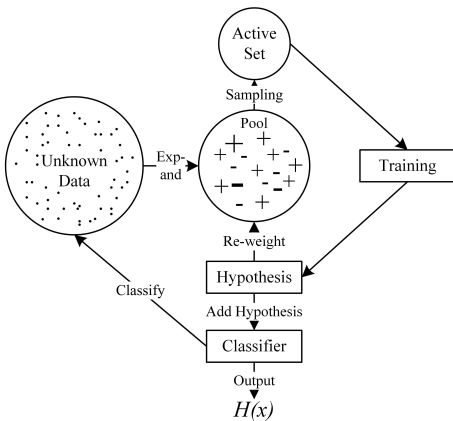 Active
Set
Sampling
Pool
Unknown
Data
Exp-
and
Training
Re-weight
Hypothesis
Add Hypothesis
Classify
Classifier
Output
H(x)